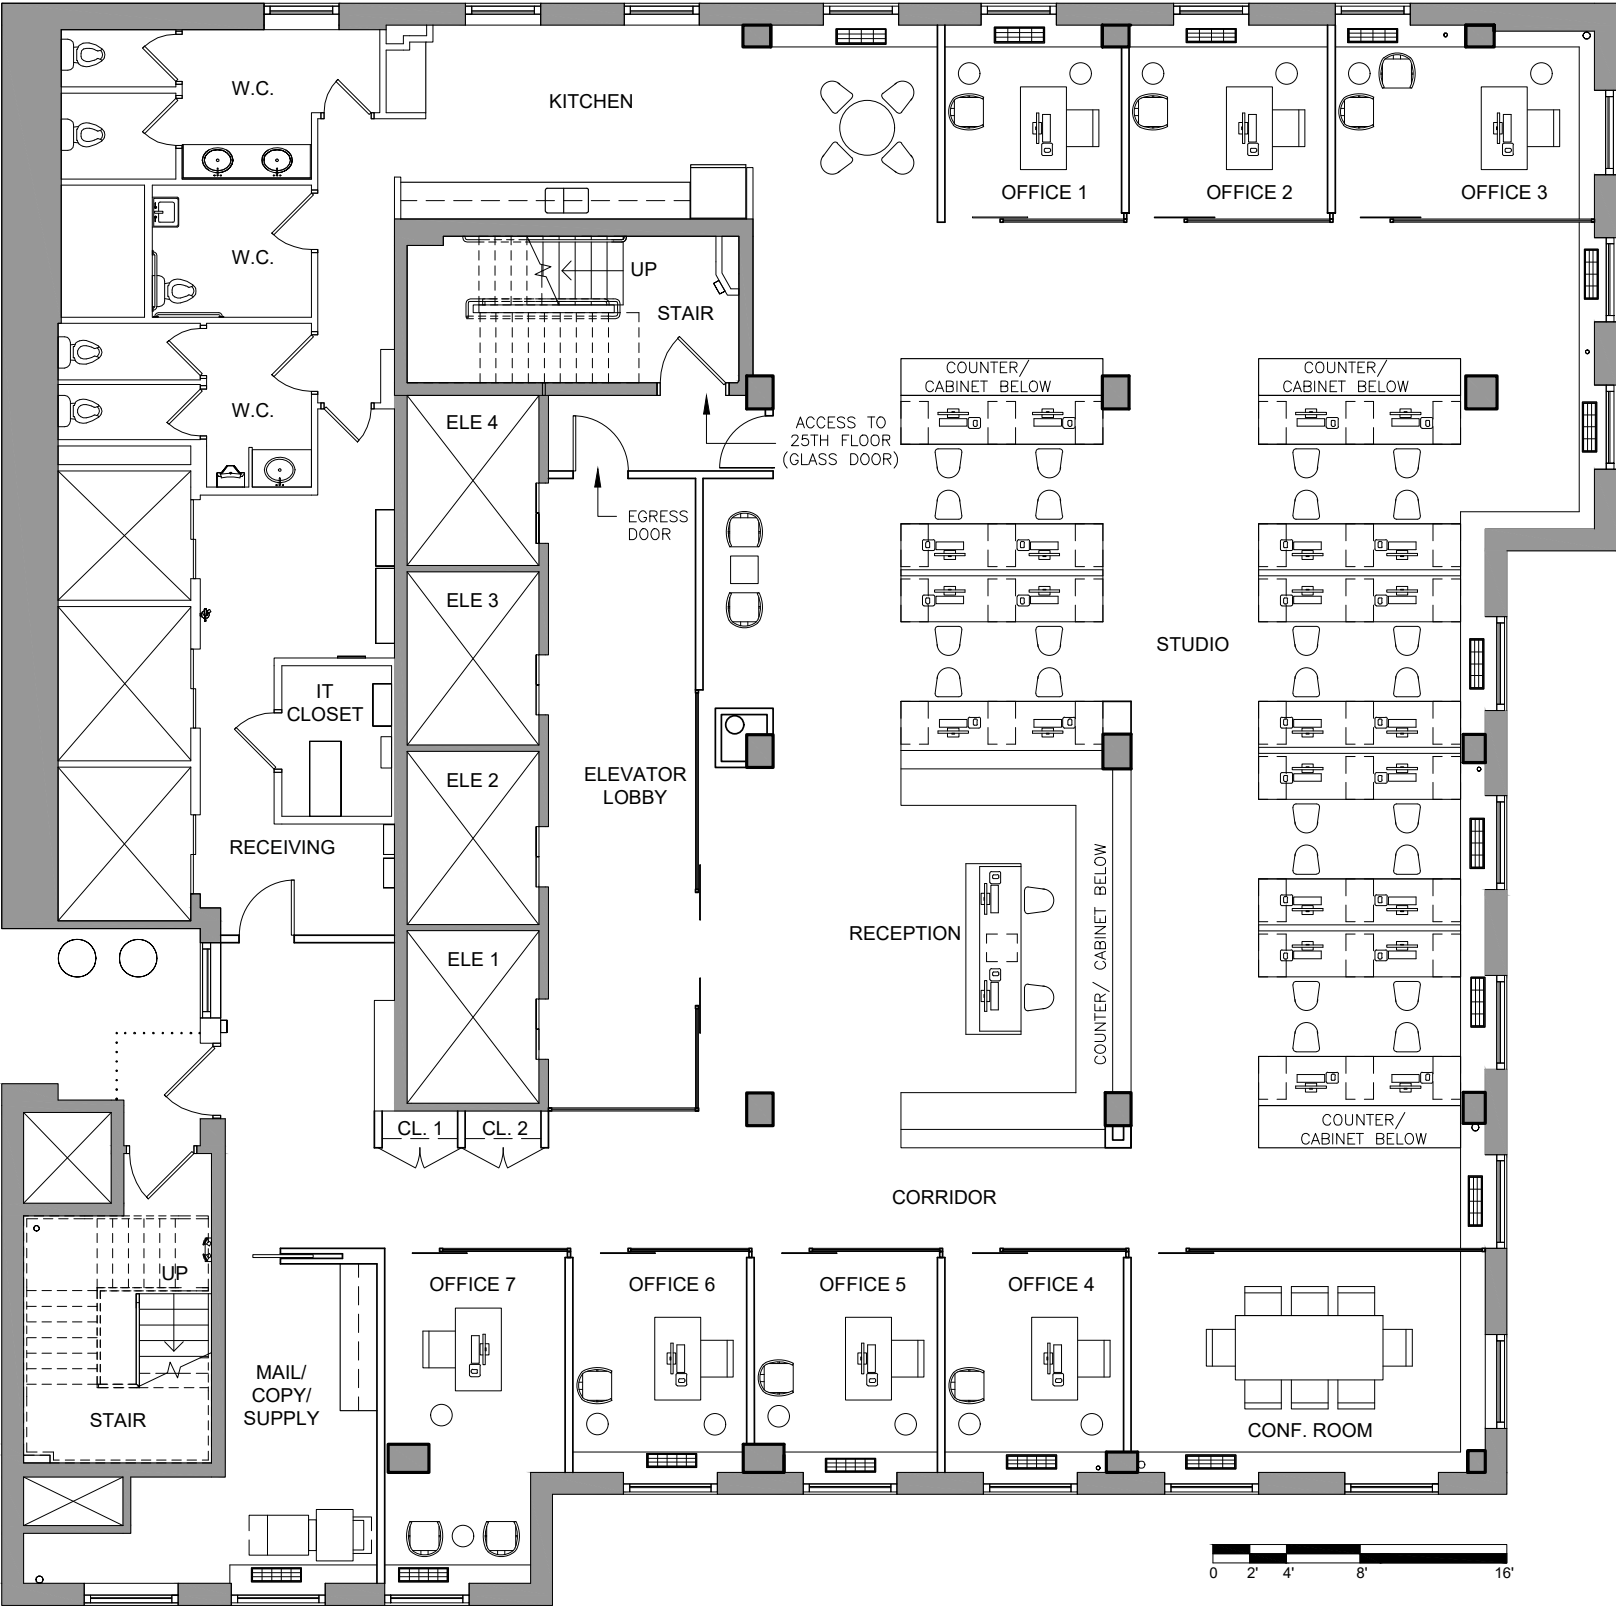 W.C.
KITCHEN
OFFICE 1
OFFICE 2
OFFICE 3
W.C.
UP
STAIR
W.C.
COUNTER/
CABINET BELOW
COUNTER/
CABINET BELOW
ELE 4
ACCESS TO
25TH FLOOR
(GLASS DOOR)
EGRESS
DOOR
ELE 3
STUDIO
IT
CLOSET
ELE 2
ELEVATOR
LOBBY
RECEIVING
RECEPTION
COUNTER/ CABINET BELOW
ELE 1
CL. 1
CL. 2
COUNTER/
CABINET BELOW
CORRIDOR
UP
OFFICE 7
OFFICE 6
OFFICE 5
OFFICE 4
MAIL/
COPY/
SUPPLY
STAIR
CONF. ROOM
0 2' 4' 8' 16'